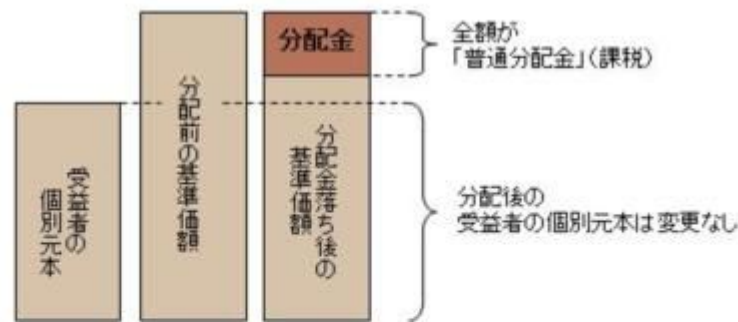 受益者の
個別元本
分配前の基準価額
分配金
分配金落ち後の
基準価額
全額が
「普通分配金」(課税)
分配後の
受益者の個別元本は変更なし